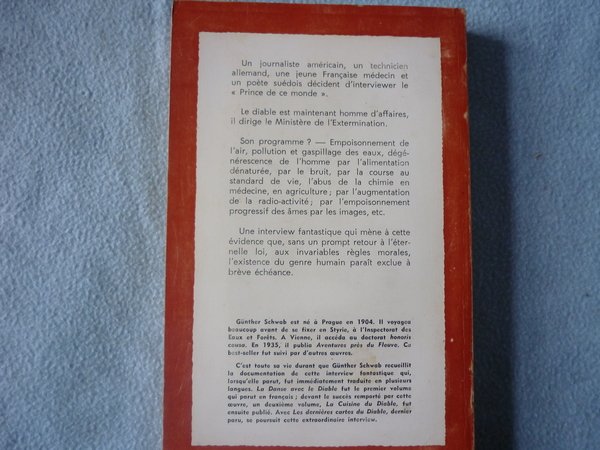 Un journaliste américain, un technicien
allemand, une jeune Française médecin et
un poète suédois décident d'interviewer le
« Prince de ce monde ».
Le diable est maintenant homme d'affaires,
il dirige le Ministère de l'Extermination.
Son programme ? — Empoisonnement de
l'air, pollution et gaspillage des eaux, dégé-
nérescence de l'homme par l'alimentation
dénaturée, par le bruit, par la course au
standard de vie, l'abus de la chimie en
médecine, en agriculture ; par l'augmentation
de la radio-activité ; par l'empoisonnement
progressif des âmes par les images, etc.
Une interview fantastique qui mène à cette
évidence que, sans un prompt retour à l'éter-
nelle loi, aux invariables règles morales,
l'existence du genre humain paraît exclue à
brève échéance.
Günther Schwab est né à Prague en 1904. Il voyagea
beaucoup avant de se fixer en Styrie, à l'Inspectorat des
Eaux et Forêts. A Vienne, il accéda au doctorat honoris
causa. En 1935, il publia Aventures près du Fleuve. Ce
best-seller fut suivi par d'autres œuvres.
C'est toute sa vie durant que Günther Schwab recueillit
la documentation de cette interview fantastique qui,
lorsqu'elle parut, fut immédiatement traduite en plusieurs
langues. La Danse avec le Diable fut le premier volume
qui parut en français ; devant le succès remporté par cette
œuvre, un deuxième volume, La Cuisine du Diable, fut
ensuite publié. Avec Les dernières cartes du Diable, dernier
paru, se poursuit cette extraordinaire interview.